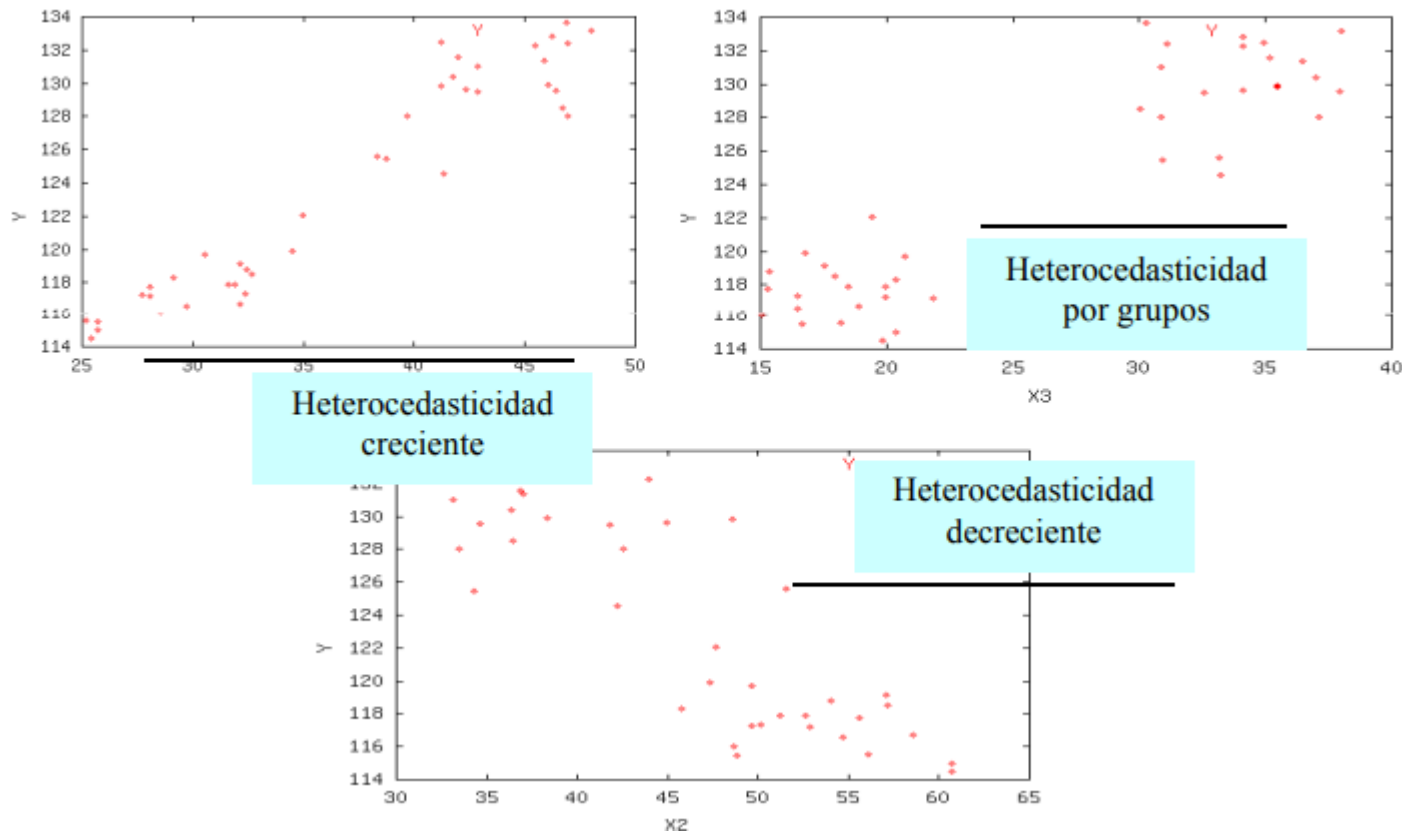 134
132
130
128
126
124
122
120
118
116
114
Y
Y
25 30 35 40 45 50
134
132
130
128
126
124
122
120
118
116
114
Y
Y
15 20 25 30 35 40
X3
Heterocedasticidad
por grupos
Heterocedasticidad
creciente
132
130
128
126
124
122
120
118
116
114
Y
Y
30 35 40 45 50 55 60 65
X2
Heterocedasticidad
decreciente